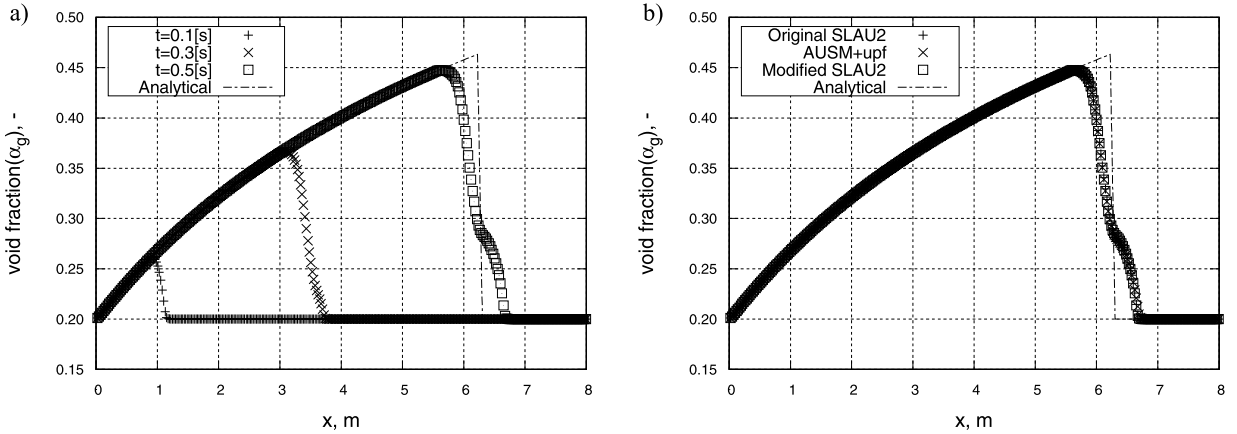 a)
t=0.1[s]
t=0.3[s]
t=0.5[s]
Analytical
0.50
0.45
0.40
0.35
0.30
0.25
0.20
0.15
void fraction(αg), -
0 1 2 3 4 5 6 7 8
x, m
b)
Original SLAU2
AUSM+upf
Modified SLAU2
Analytical
0.50
0.45
0.40
0.35
0.30
0.25
0.20
0.15
void fraction(αg), -
0 1 2 3 4 5 6 7 8
x, m